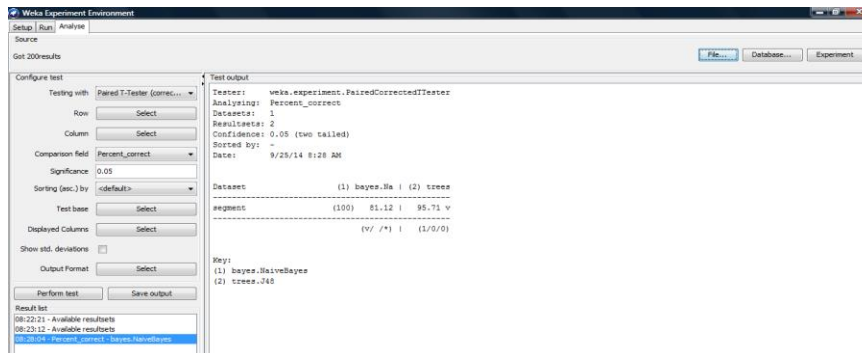 Weka Experiment Environment
Setup Run Analyse
Source
Got 200results
File... Database... Experiment
Configure test
Testing with Paired T-Tester (correc...
Row Select
Column Select
Comparison field Percent_correct
Significance 0.05
Sorting (asc.) by <default>
Test base Select
Displayed Columns Select
Show std. deviations
Output Format Select
Perform test Save output
Result list
08:22:21 - Available resultsets
08:23:12 - Available resultsets
08:28:04 - Percent_correct - bayes.NaiveBayes
Test output
Tester: weka.experiment.PairedCorrectedTTester
Analysing: Percent_correct
Datasets: 1
Resultsets: 2
Confidence: 0.05 (two tailed)
Sorted by: -
Date: 9/25/14 8:28 AM
Dataset (1) bayes.Na | (2) trees
----------------------------------------------
segment (100) 81.12 | 95.71 v
----------------------------------------------
(v/ /*) | (1/0/0)
Key:
(1) bayes.NaiveBayes
(2) trees.J48